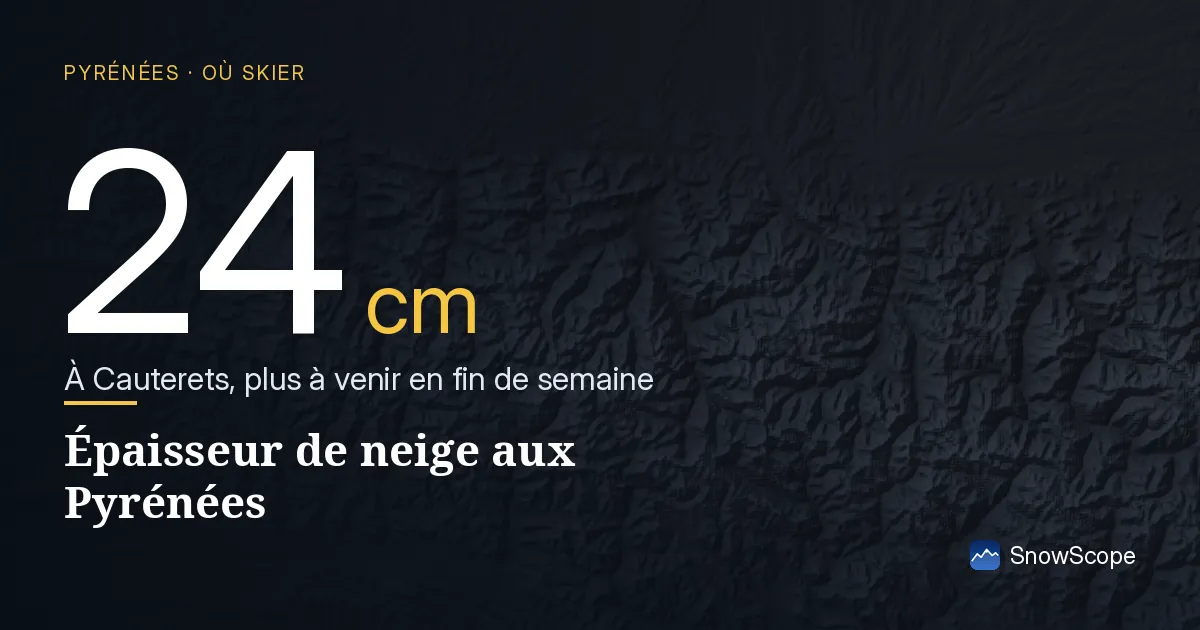 PYRÉNÉES · OÙ SKIER
24 cm
À Cauterets, plus à venir en fin de semaine
Épaisseur de neige aux
Pyrénées
SnowScope